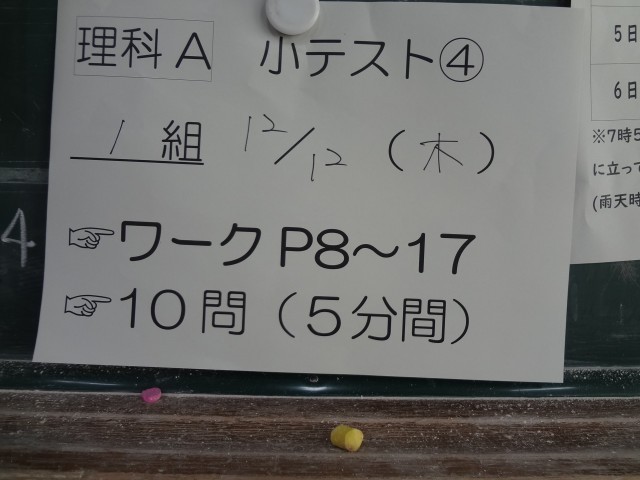 理科A 小テスト④
1 組 12/12 (木)
☞ワークP8～17
☞10問(5分間)
4
5日
6日
※7時5
に立って
(雨天時